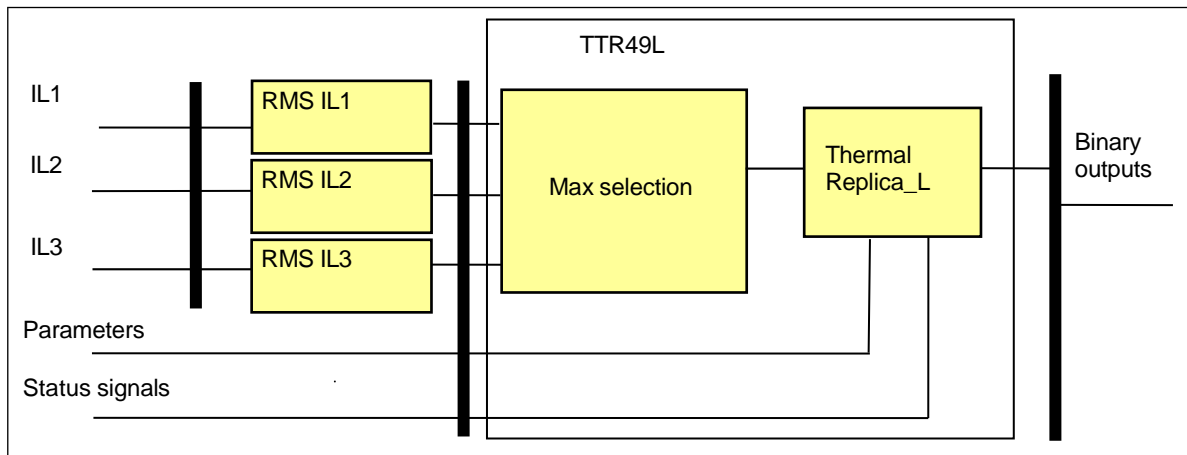 TTR49L
IL1
RMS IL1
IL2
RMS IL2
IL3
RMS IL3
Max selection
Thermal
Replica_L
Binary
outputs
Parameters
Status signals